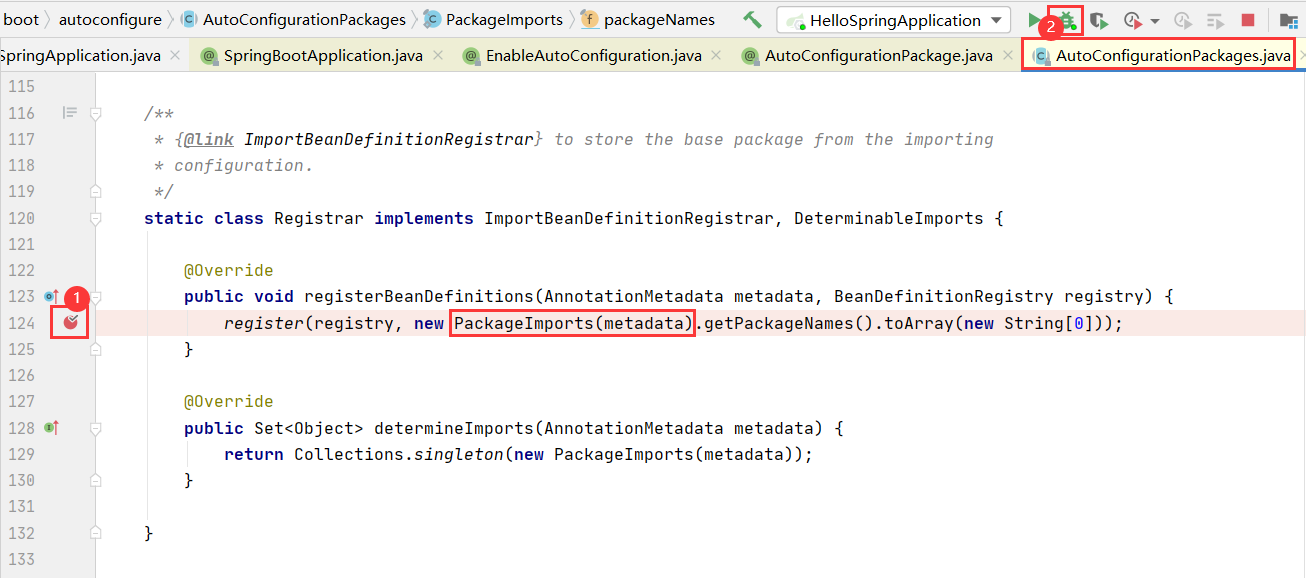 boot autoconfigure AutoConfigurationPackages PackageImports packageNames HelloSpringApplication 2
SpringApplication.java SpringBootApplication.java EnableAutoConfiguration.java AutoConfigurationPackage.java AutoConfigurationPackages.java
115
116 /**
117 * {@link ImportBeanDefinitionRegistrar} to store the base package from the importing
118 * configuration.
119 */
120 static class Registrar implements ImportBeanDefinitionRegistrar, DeterminableImports {
121
122 @Override
123 1 public void registerBeanDefinitions(AnnotationMetadata metadata, BeanDefinitionRegistry registry) {
124 register(registry, new PackageImports(metadata).getPackageNames().toArray(new String[0]));
125 }
126
127 @Override
128 public Set<Object> determineImports(AnnotationMetadata metadata) {
129 return Collections.singleton(new PackageImports(metadata));
130 }
131
132 }
133